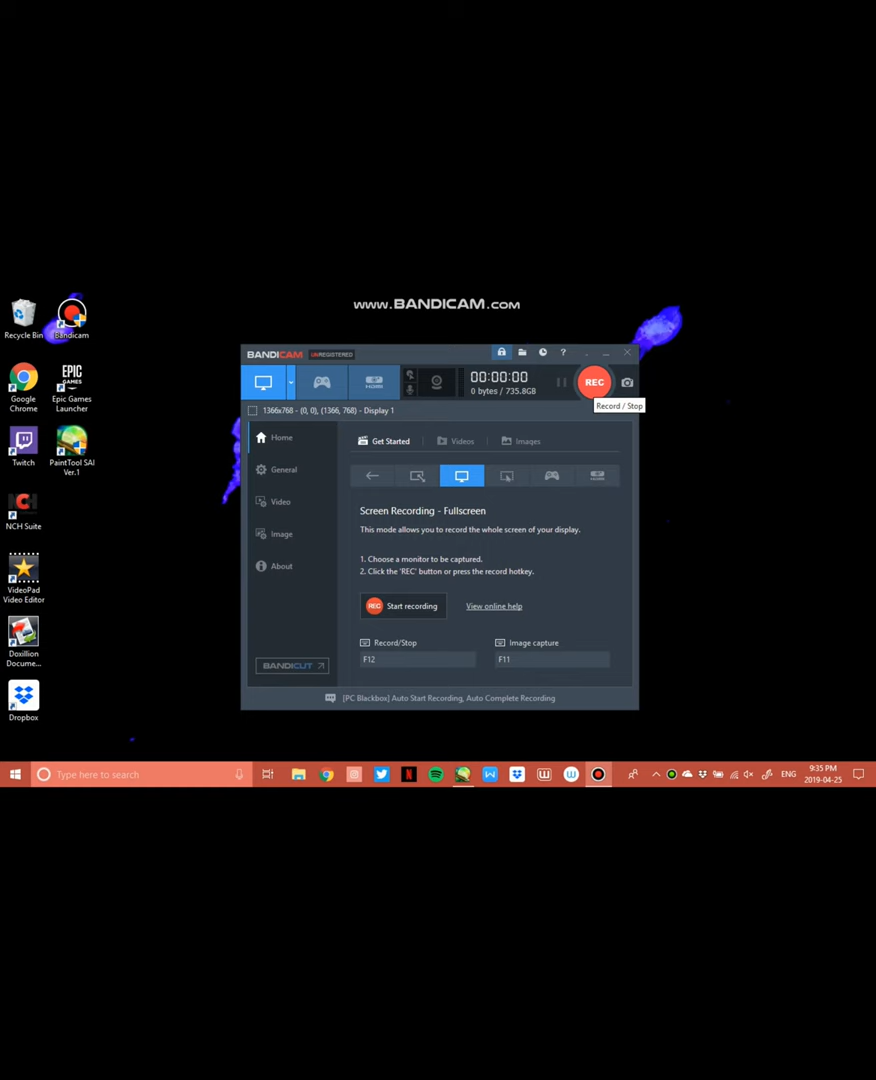 www.BANDICAM.com
Recycle Bin
Bandicam
Google Chrome
EPIC GAMES
Epic Games Launcher
Twitch
PaintTool SAI Ver.1
NCH
NCH Suite
VideoPad Video Editor
Doxillion Docume...
Dropbox
BANDICAM UNREGISTERED
?
HDMI
00:00:00
0 bytes / 735.8GB
REC
Record / Stop
1366x768 - (0, 0), (1366, 768) - Display 1
Home
General
Video
Image
About
BANDICUT
Get Started
Videos
Images
HDMI
Screen Recording - Fullscreen
This mode allows you to record the whole screen of your display.
1. Choose a monitor to be captured.
2. Click the 'REC' button or press the record hotkey.
REC Start recording
View online help
Record/Stop
F12
Image capture
F11
[PC Blackbox] Auto Start Recording, Auto Complete Recording
Type here to search
ENG
9:35 PM
2019-04-25